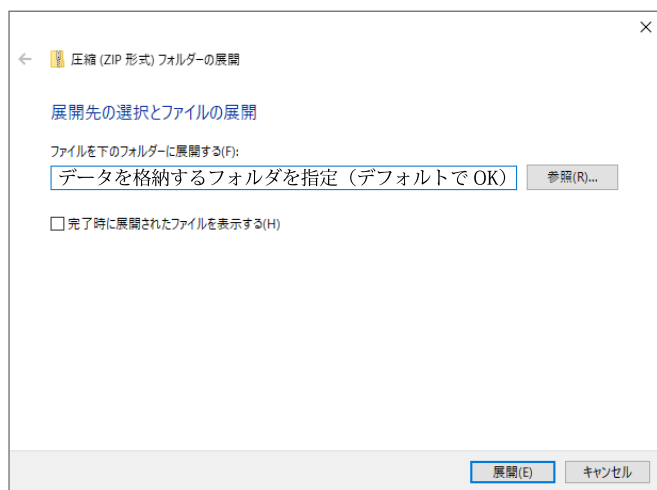 圧縮 (ZIP 形式) フォルダーの展開
展開先の選択とファイルの展開
ファイルを下のフォルダーに展開する(F):
データを格納するフォルダを指定（デフォルトで OK）
参照(R)...
完了時に展開されたファイルを表示する(H)
展開(E)
キャンセル